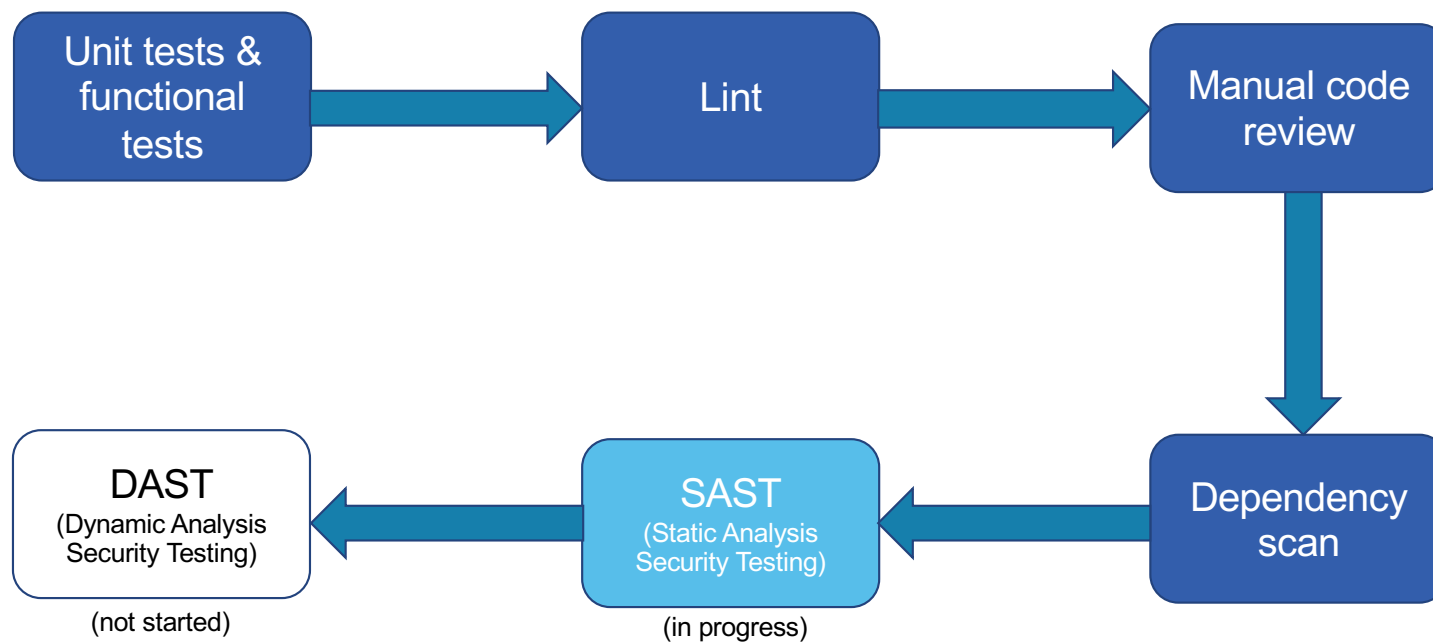 Unit tests &
functional
tests
Lint
Manual code
review
Dependency
scan
SAST
(Static Analysis
Security Testing)
(in progress)
DAST
(Dynamic Analysis
Security Testing)
(not started)